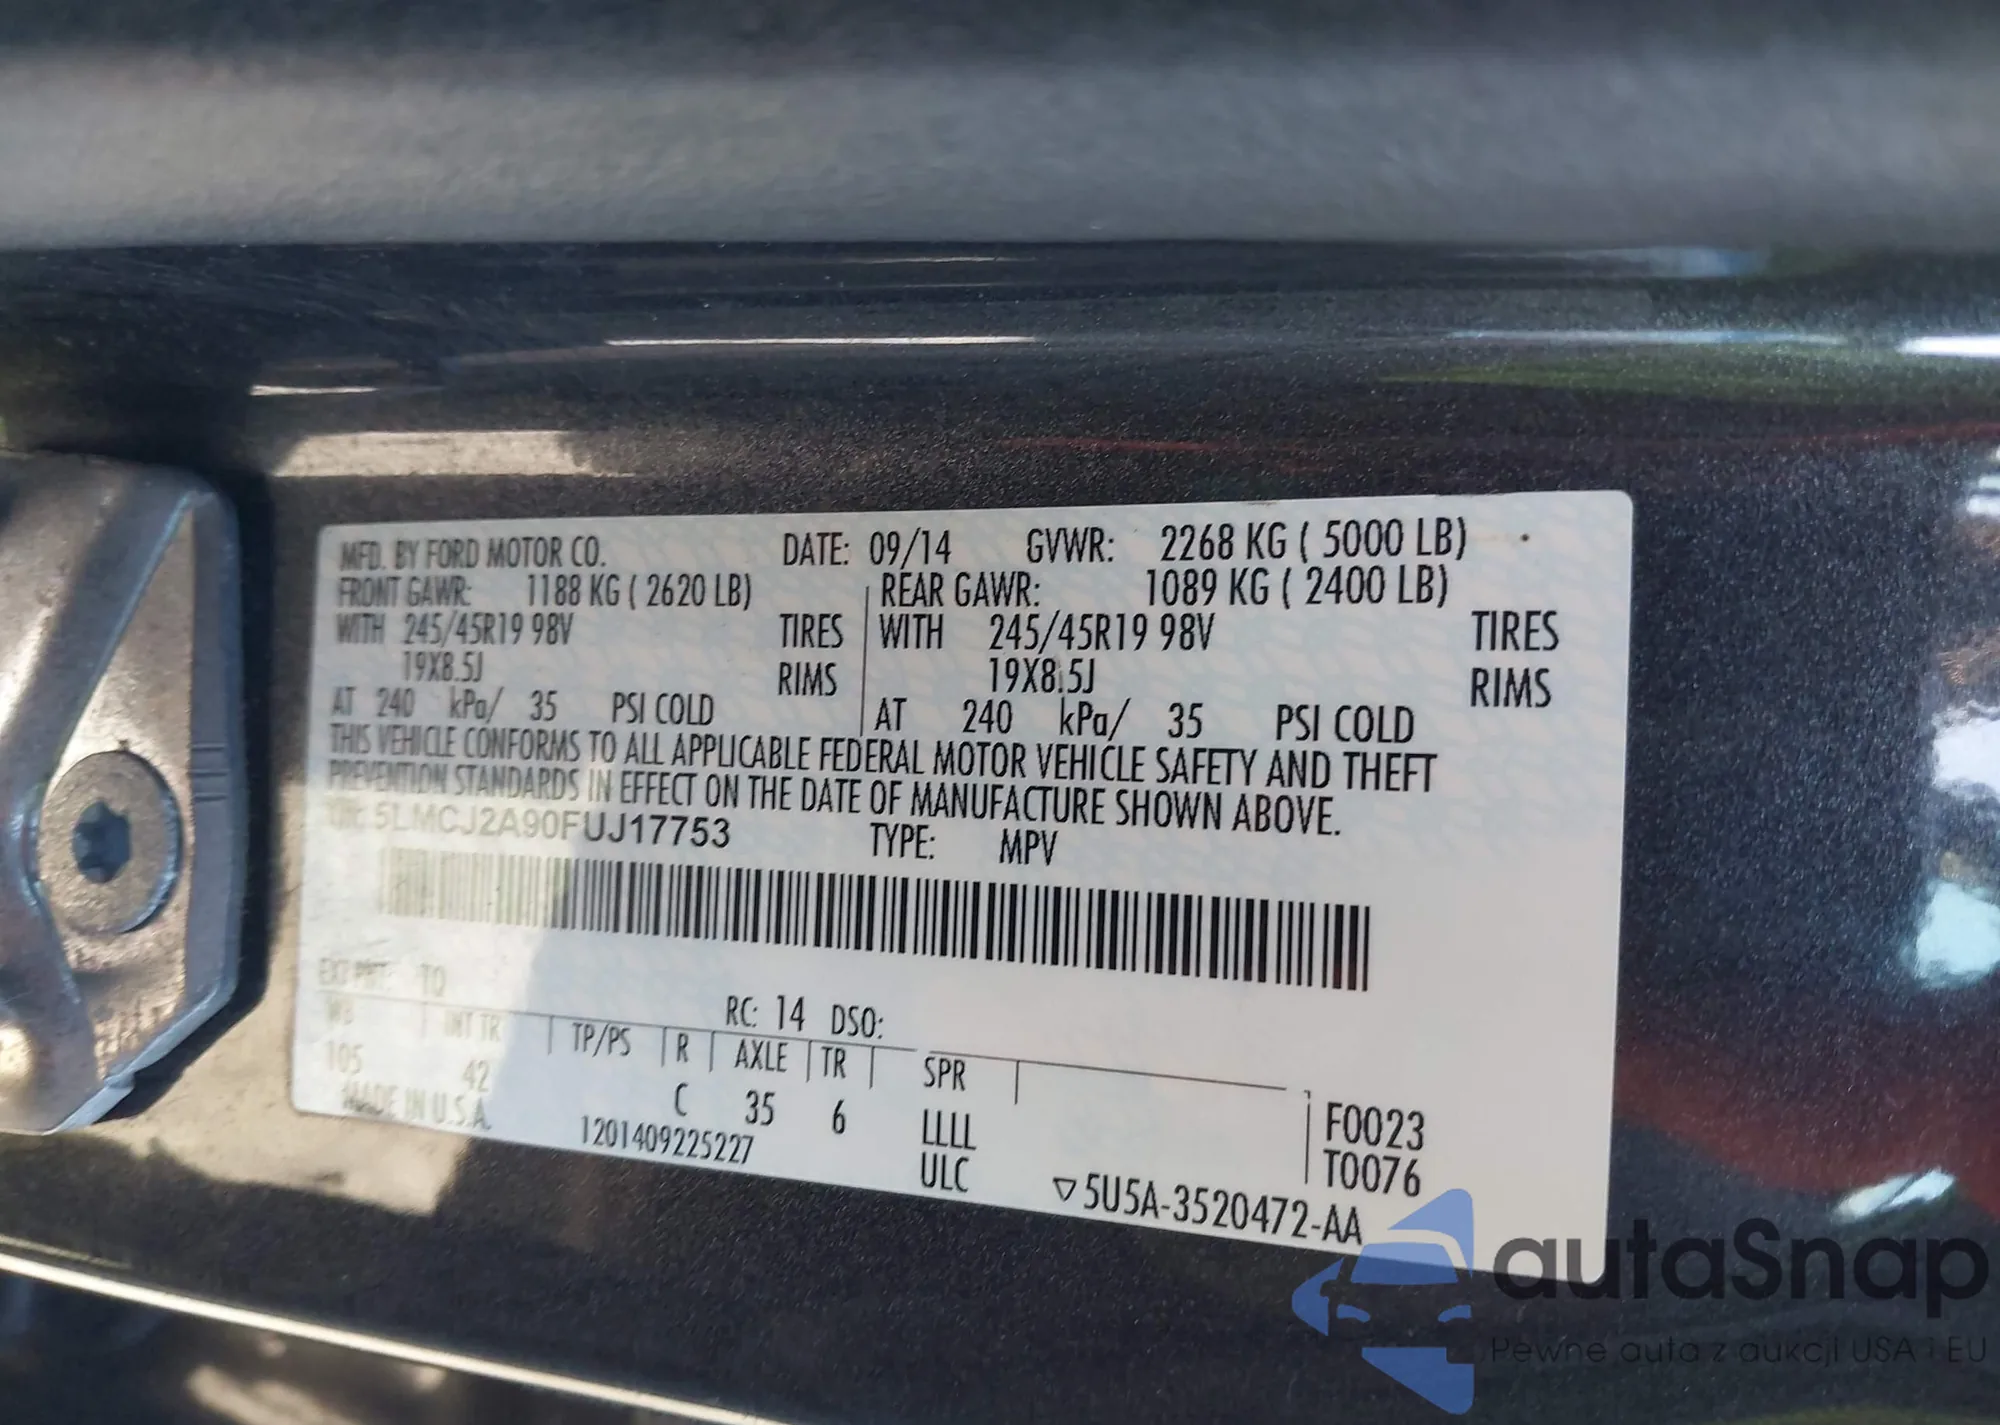 MFD. BY FORD MOTOR CO. DATE: 09/14 GVWR: 2268 KG ( 5000 LB)
FRONT GAWR: 1188 KG ( 2620 LB) REAR GAWR: 1089 KG ( 2400 LB)
WITH 245/45R19 98V TIRES WITH 245/45R19 98V TIRES
19X8.5J RIMS 19X8.5J RIMS
AT 240 kPa/ 35 PSI COLD AT 240 kPa/ 35 PSI COLD
THIS VEHICLE CONFORMS TO ALL APPLICABLE FEDERAL MOTOR VEHICLE SAFETY AND THEFT
PREVENTION STANDARDS IN EFFECT ON THE DATE OF MANUFACTURE SHOWN ABOVE.
VIN: 5LMCJ2A90FUJ17753 TYPE: MPV
EXT PNT: RC: 14 DSO:
WB INT TR TP/PS R AXLE TR SPR
105 42 C 35 6 LLLL F0023
MADE IN U.S.A. 1201409225227 ULC T0076
▽5U5A-3520472-AA
autaSnap
Pewne auta z aukcji USA i EU